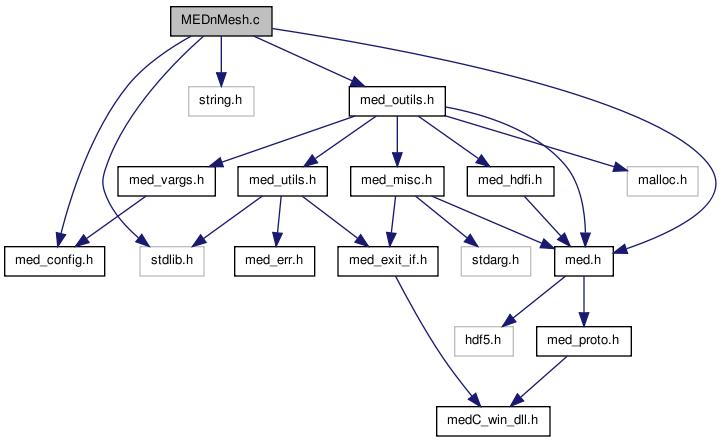 MEDnMesh.c
string.h
med_outils.h
med_vargs.h
med_utils.h
med_misc.h
med_hdfi.h
malloc.h
med_config.h
stdlib.h
med_err.h
med_exit_if.h
stdarg.h
med.h
hdf5.h
med_proto.h
medC_win_dll.h